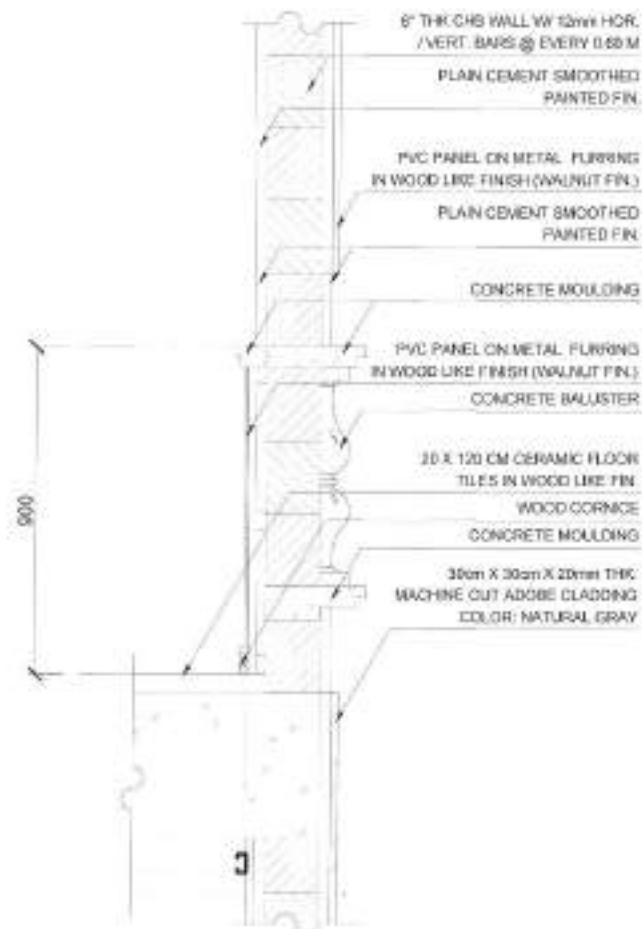 6" THK CHB WALL W/ 12mm HOR.
/ VERT. BARS @ EVERY 0.60 M
PLAIN CEMENT SMOOTHED
PAINTED FIN.
PVC PANEL ON METAL FURRING
IN WOOD LIKE FINISH (WALNUT FIN.)
PLAIN CEMENT SMOOTHED
PAINTED FIN.
CONCRETE MOULDING
PVC PANEL ON METAL FURRING
IN WOOD LIKE FINISH (WALNUT FIN.)
CONCRETE BALUSTER
20 X 120 CM CERAMIC FLOOR
TILES IN WOOD LIKE FIN.
WOOD CORNICE
CONCRETE MOULDING
30cm X 30cm X 20mm THK.
MACHINE CUT ADOBE CLADDING
COLOR: NATURAL GRAY
900